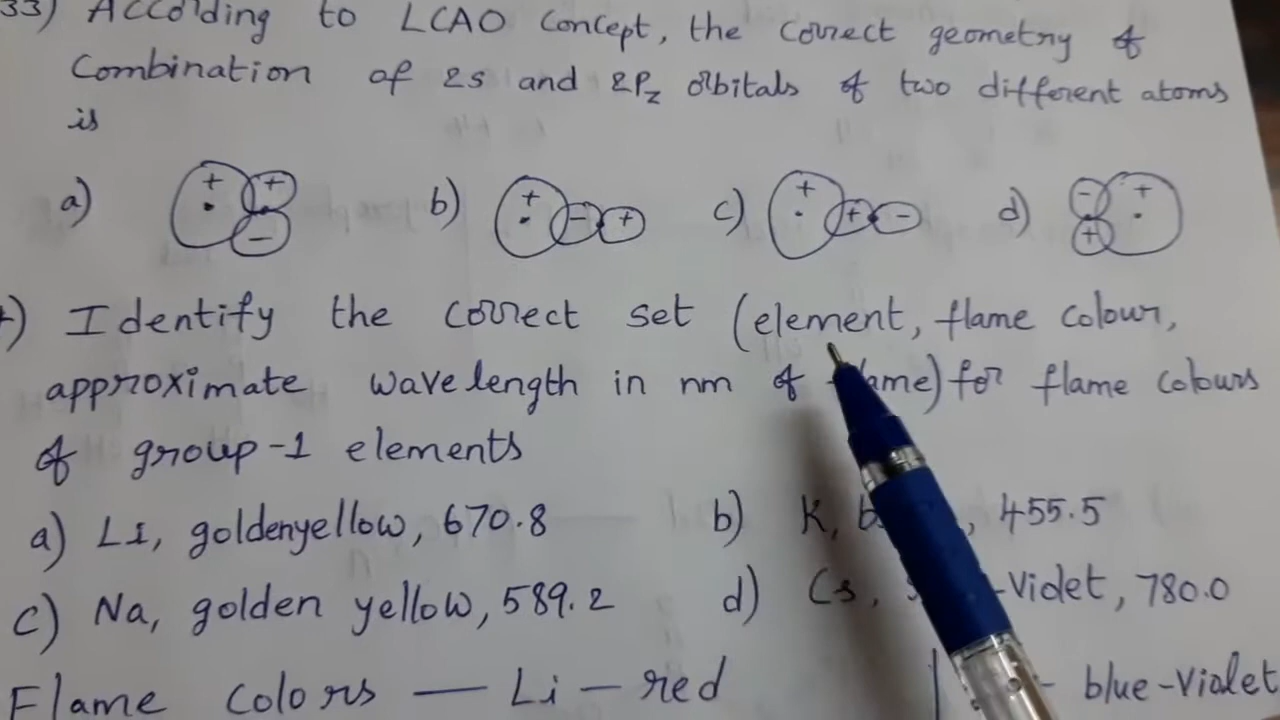 33) According to LCAO concept, the correct geometry of
Combination of 2s and 2Pz orbitals of two different atoms
is
a) + + - b) + - + c) + + - d) - + +
) Identify the correct set (element, flame colour,
approximate wavelength in nm of flame) for flame colours
of group-1 elements
a) Li, goldenyellow, 670.8 b) K, 455.5
c) Na, golden yellow, 589.2 d) Cs, -Violet, 780.0
Flame colors — Li - red - blue-Violet